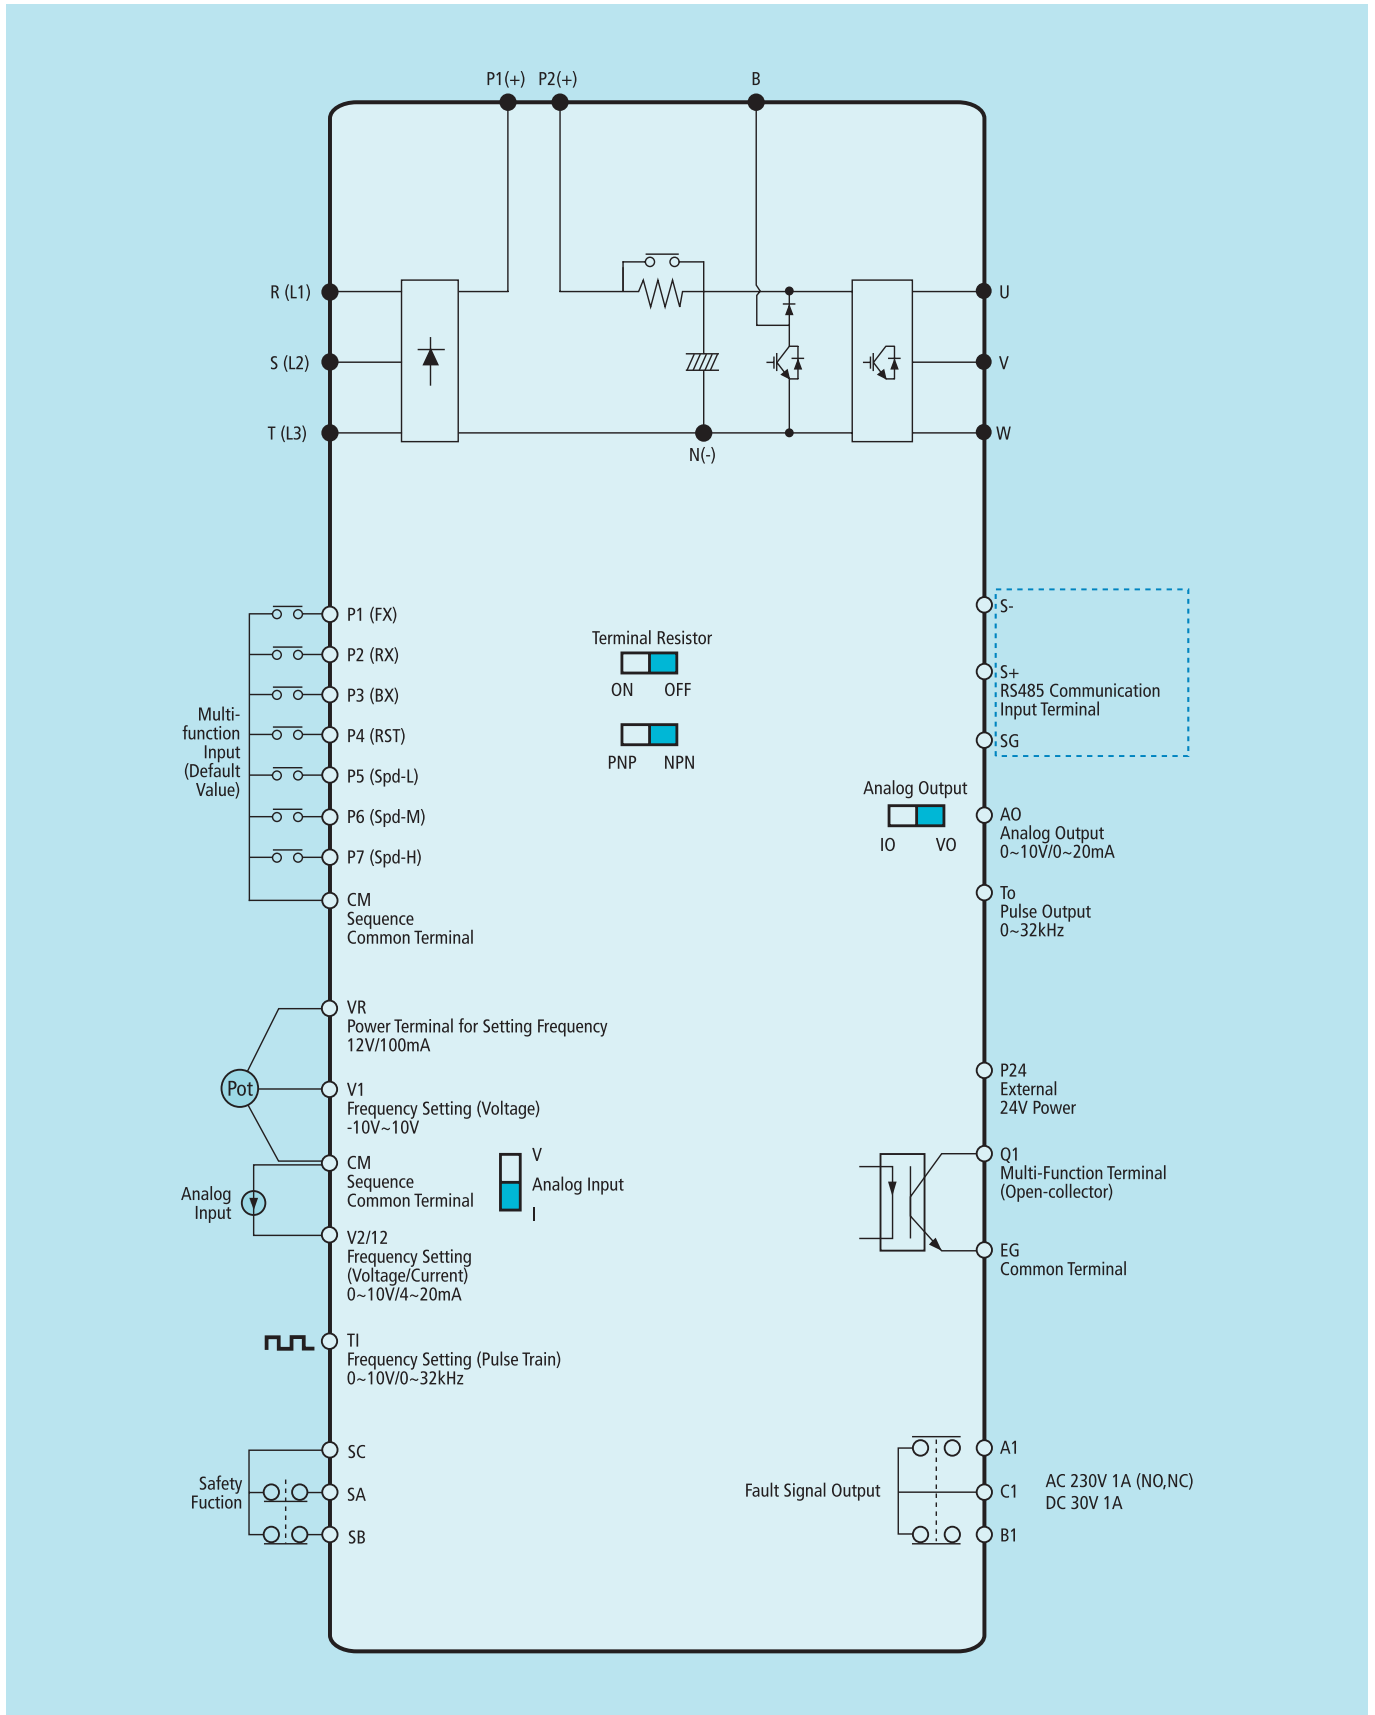 P1(+) P2(+) B
R (L1)
S (L2)
T (L3)
U
V
W
N(-)
Multi-
function
Input
(Default
Value)
P1 (FX)
P2 (RX)
P3 (BX)
P4 (RST)
P5 (Spd-L)
P6 (Spd-M)
P7 (Spd-H)
CM
Sequence
Common Terminal
Terminal Resistor
ON OFF
PNP NPN
S-
S+
RS485 Communication
Input Terminal
SG
Analog Output
IO VO
AO
Analog Output
0~10V/0~20mA
To
Pulse Output
0~32kHz
Pot
VR
Power Terminal for Setting Frequency
12V/100mA
V1
Frequency Setting (Voltage)
-10V~10V
CM
Sequence
Common Terminal
Analog
Input
V
Analog Input
I
V2/12
Frequency Setting
(Voltage/Current)
0~10V/4~20mA
TI
Frequency Setting (Pulse Train)
0~10V/0~32kHz
P24
External
24V Power
Q1
Multi-Function Terminal
(Open-collector)
EG
Common Terminal
Safety
Fuction
SC
SA
SB
Fault Signal Output
A1
C1
B1
AC 230V 1A (NO,NC)
DC 30V 1A